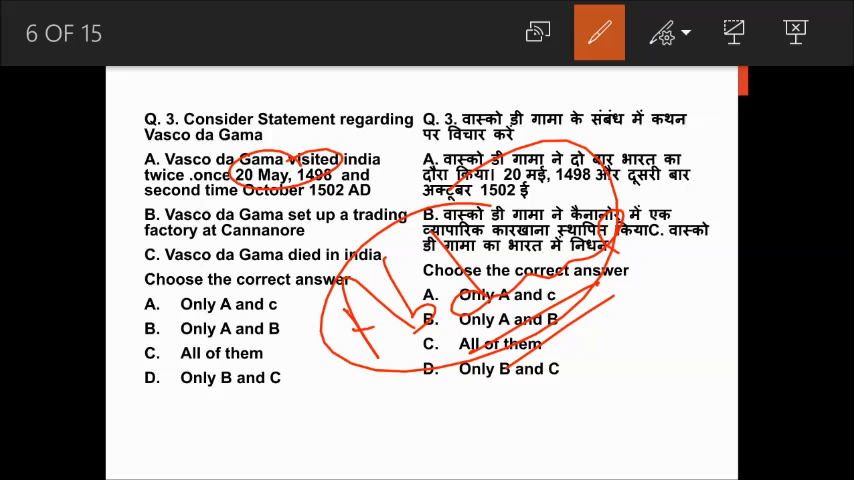 6 OF 15
Q. 3. Consider Statement regarding
Vasco da Gama
A. Vasco da Gama visited india
twice .once 20 May, 1498 and
second time October 1502 AD
B. Vasco da Gama set up a trading
factory at Cannanore
C. Vasco da Gama died in india
Choose the correct answer
A. Only A and c
B. Only A and B
C. All of them
D. Only B and C
Q. 3. वास्को डी गामा के संबंध में कथन
पर विचार करें
A. वास्को डी गामा ने दो बार भारत का
दौरा किया। 20 मई, 1498 और दूसरी बार
अक्टूबर 1502 ई
B. वास्को डी गामा ने कैनानोर में एक
व्यापारिक कारखाना स्थापित कियाC. वास्को
डी गामा का भारत में निधन
Choose the correct answer
A. Only A and c
B. Only A and B
C. All of them
D. Only B and C